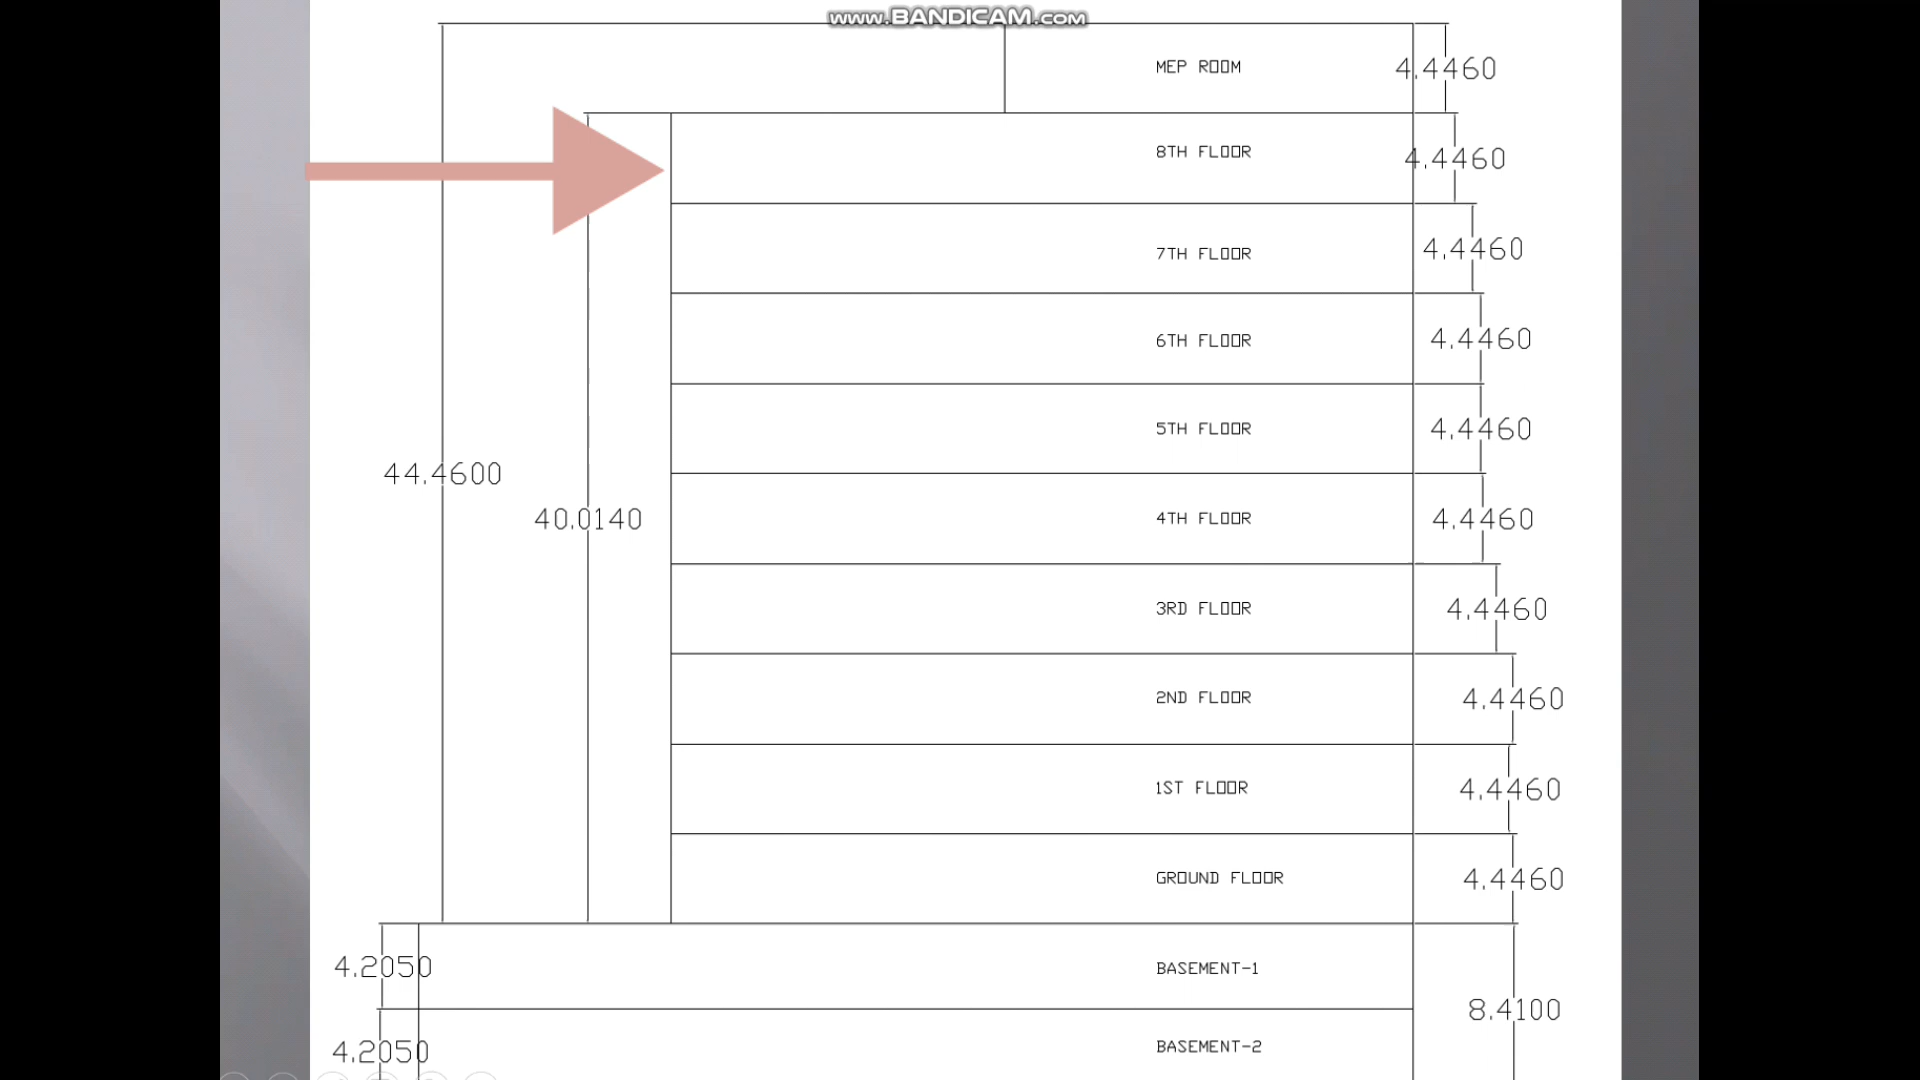 www.BANDICAM.com
MEP ROOM 4.4460
8TH FLOOR 4.4460
7TH FLOOR 4.4460
6TH FLOOR 4.4460
5TH FLOOR 4.4460
44.4600
40.0140 4TH FLOOR 4.4460
3RD FLOOR 4.4460
2ND FLOOR 4.4460
1ST FLOOR 4.4460
GROUND FLOOR 4.4460
4.2050 BASEMENT-1
8.4100
4.2050 BASEMENT-2